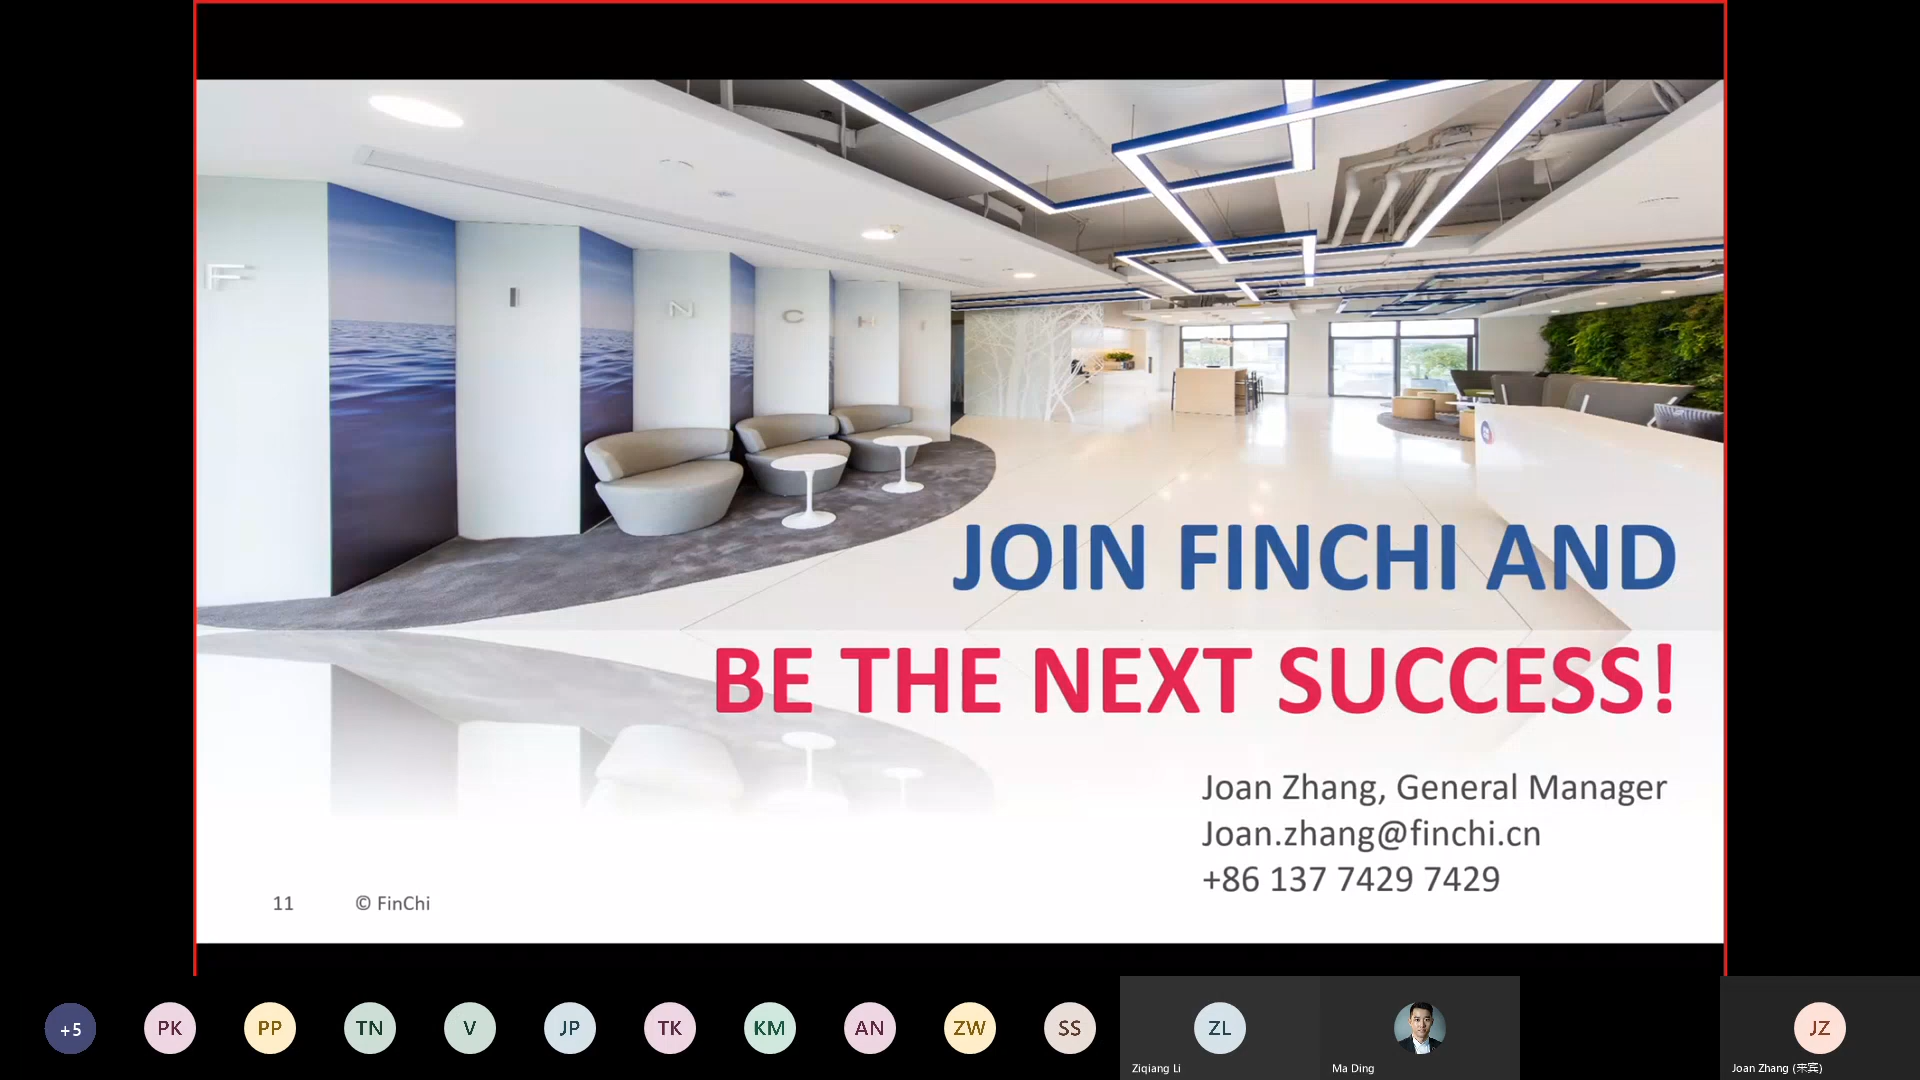 F I N C H I
JOIN FINCHI AND
BE THE NEXT SUCCESS!
Joan Zhang, General Manager
Joan.zhang@finchi.cn
+86 137 7429 7429
11 © FinChi
+5 PK PP TN V JP TK KM AN ZW SS ZL JZ
Ziqiang Li Ma Ding Joan Zhang (来宾)